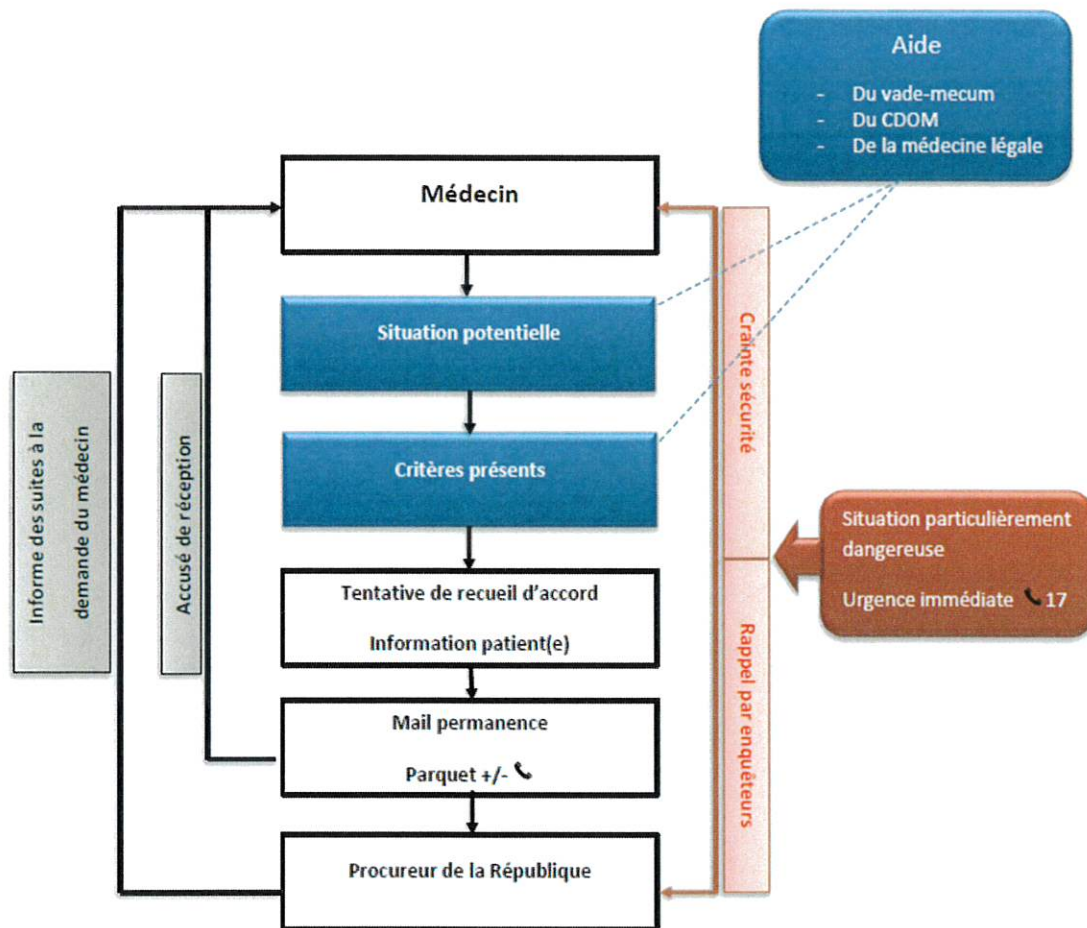 Aide
- Du vade-mecum
- Du CDOM
- De la médecine légale
Médecin
Situation potentielle
Critères présents
Tentative de recueil d'accord
Information patient(e)
Mail permanence
Parquet +/-
Procureur de la République
Informe des suites à la
demande du médecin
Accusé de réception
Crainte sécurité
Rappel par enquêteurs
Situation particulièrement
dangereuse
Urgence immédiate 17